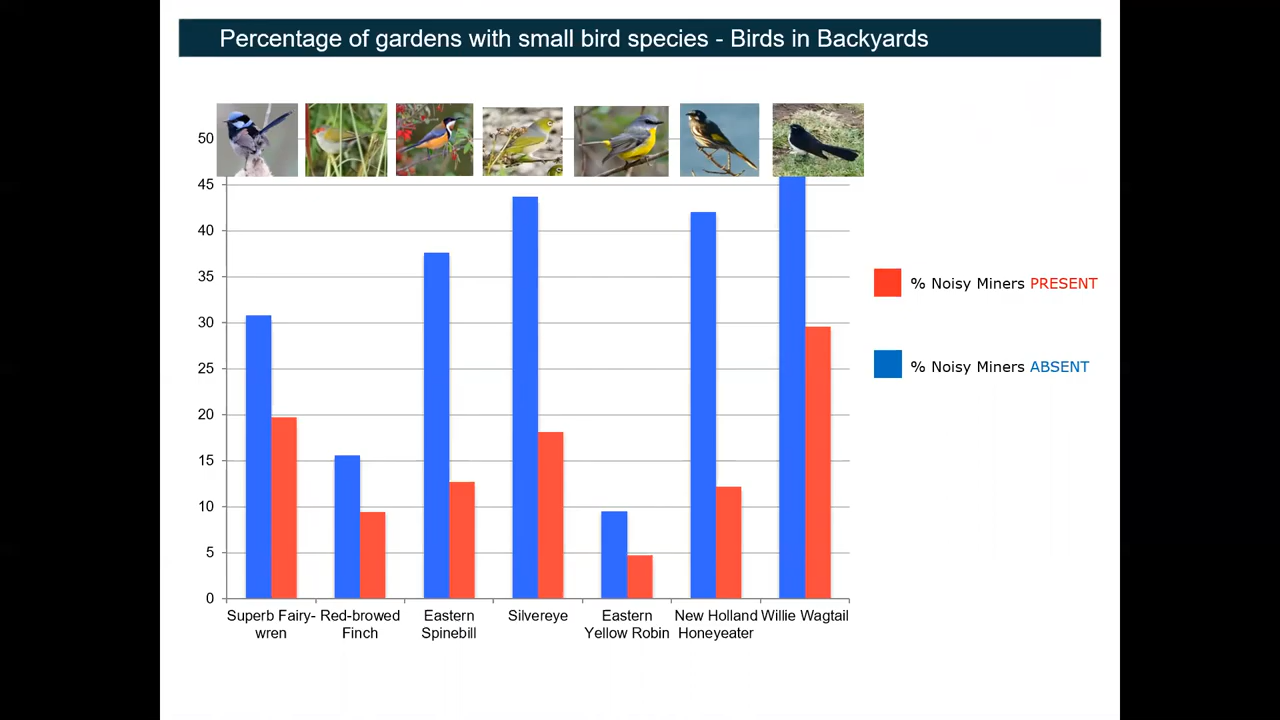 Percentage of gardens with small bird species - Birds in Backyards
50
45
40
35
30
25
20
15
10
5
0
% Noisy Miners PRESENT
% Noisy Miners ABSENT
Superb Fairy-
wren
Red-browed
Finch
Eastern
Spinebill
Silvereye
Eastern
Yellow Robin
New Holland
Honeyeater
Willie Wagtail